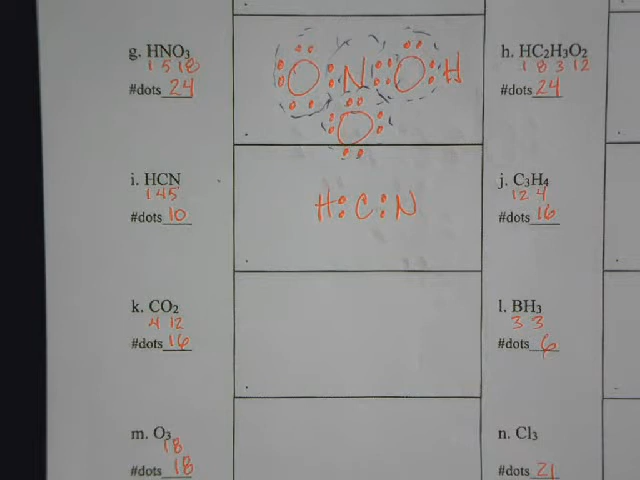 g. HNO3
1 5 18
#dots 24
O N O H
O
h. HC2H3O2
1 8 3 12
#dots 24
i. HCN
1 4 5
#dots 10
H : C : N
j. C3H4
12 4
#dots 16
k. CO2
4 12
#dots 16
l. BH3
3 3
#dots 6
m. O3
18
#dots 18
n. Cl3
#dots 21